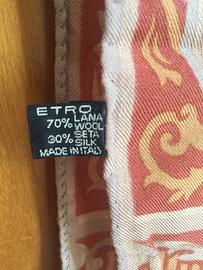 ETRO
70% LANA
WOOL
30% SETA
SILK
MADE IN ITALY